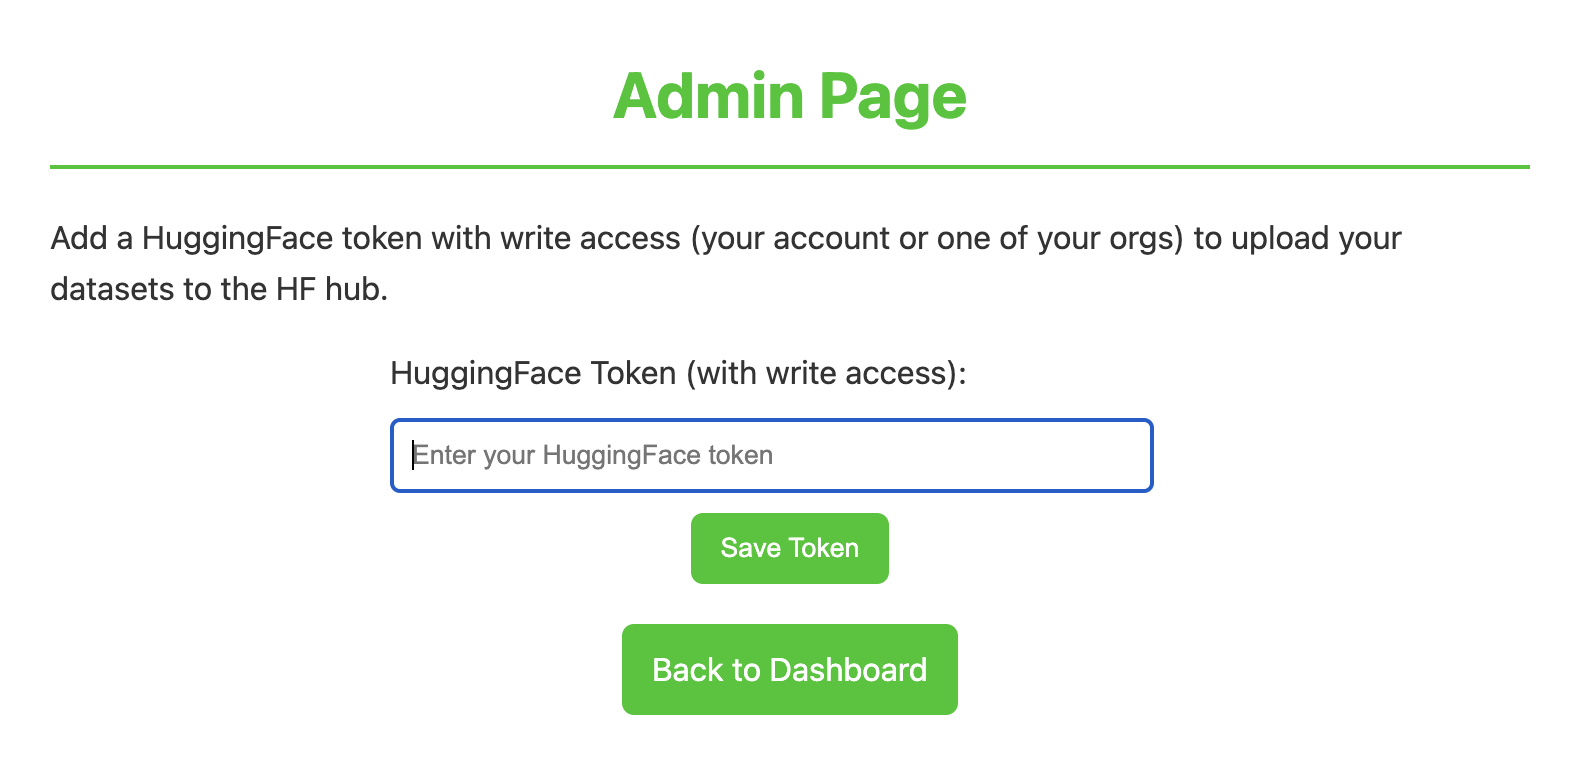 Admin Page
Add a HuggingFace token with write access (your account or one of your orgs) to upload your
datasets to the HF hub.
HuggingFace Token (with write access):
Enter your HuggingFace token
Save Token
Back to Dashboard